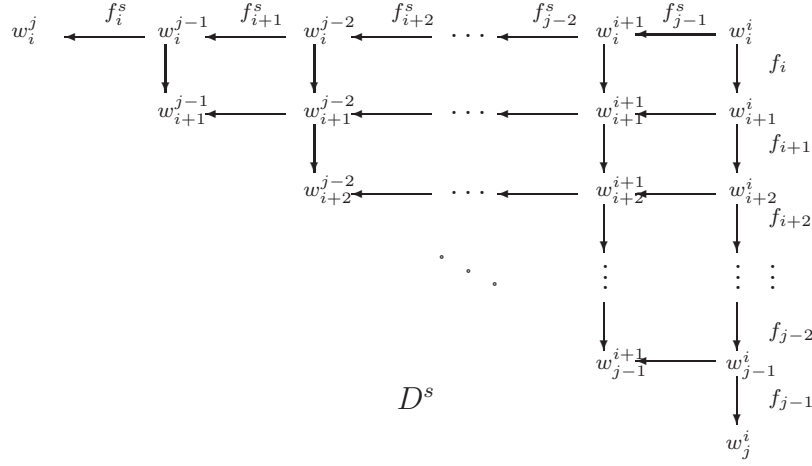 f_i^s f_{i+1}^s f_{i+2}^s f_{j-2}^s f_{j-1}^s
w_i^j w_i^{j-1} w_i^{j-2} ⋯ w_i^{i+1} w_i^i
f_i
w_{i+1}^{j-1} w_{i+1}^{j-2} ⋯ w_{i+1}^{i+1} w_{i+1}^i
f_{i+1}
w_{i+2}^{j-2} ⋯ w_{i+2}^{i+1} w_{i+2}^i
f_{i+2}
⋮ ⋮ ⋮
f_{j-2}
w_{j-1}^{i+1} w_{j-1}^i
D^s f_{j-1}
w_j^i